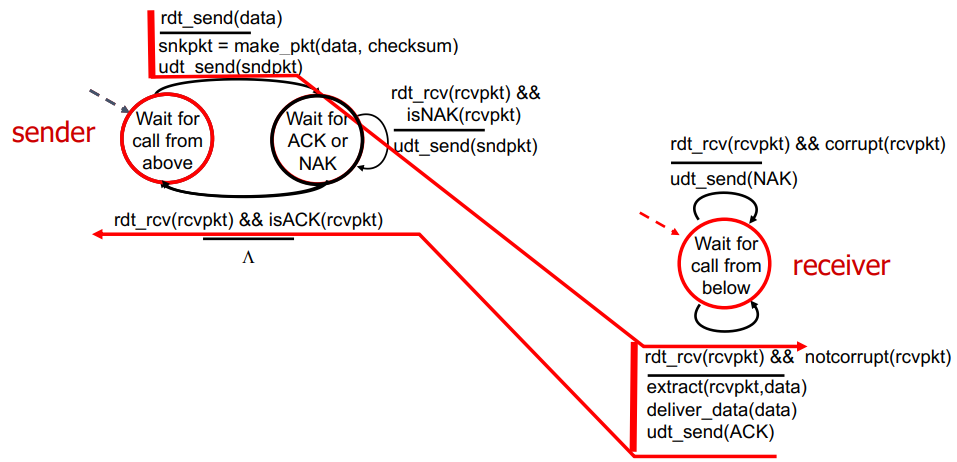 rdt_send(data)
snkpkt = make_pkt(data, checksum)
udt_send(sndpkt)
sender
Wait for
call from
above
Wait for
ACK or
NAK
rdt_rcv(rcvpkt) &&
isNAK(rcvpkt)
udt_send(sndpkt)
rdt_rcv(rcvpkt) && isACK(rcvpkt)
Λ
rdt_rcv(rcvpkt) && corrupt(rcvpkt)
udt_send(NAK)
Wait for
call from
below
receiver
rdt_rcv(rcvpkt) && notcorrupt(rcvpkt)
extract(rcvpkt,data)
deliver_data(data)
udt_send(ACK)